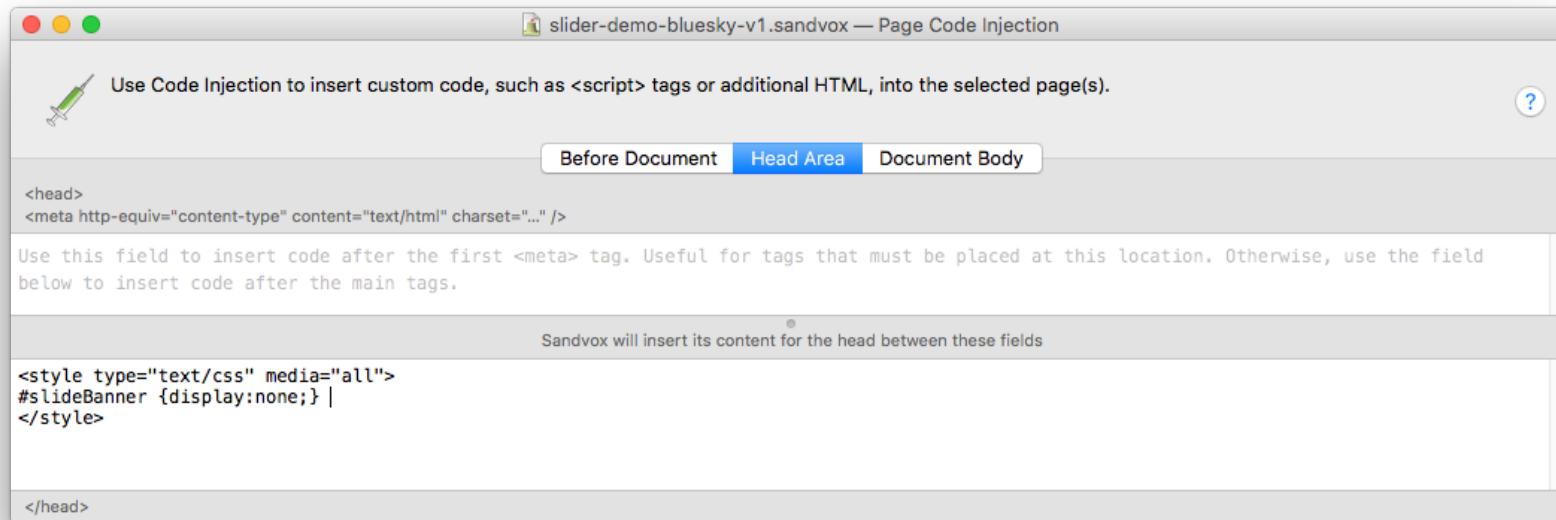 slider-demo-bluesky-v1.sandvox — Page Code Injection
Use Code Injection to insert custom code, such as <script> tags or additional HTML, into the selected page(s).
?
Before Document Head Area Document Body
<head>
<meta http-equiv="content-type" content="text/html" charset="..." />
Use this field to insert code after the first <meta> tag. Useful for tags that must be placed at this location. Otherwise, use the field
below to insert code after the main tags.
Sandvox will insert its content for the head between these fields
<style type="text/css" media="all">
#slideBanner {display:none;}
</style>
</head>